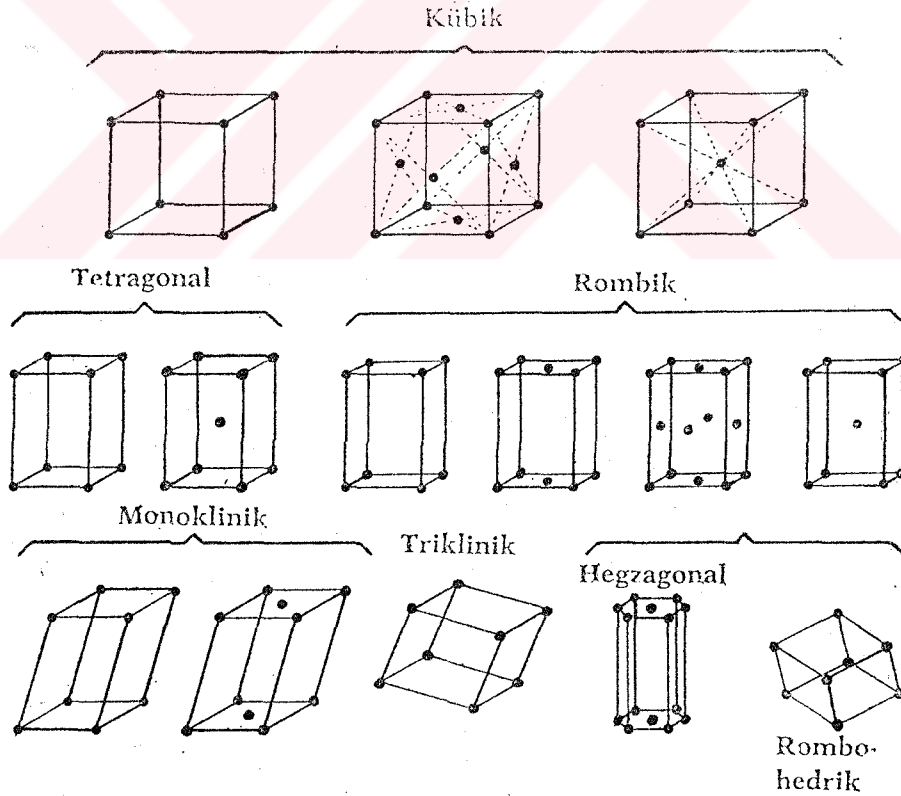 Kübik
Tetragonal
Rombik
Monoklinik
Triklinik
Hegzagonal
Rombo-
hedrik